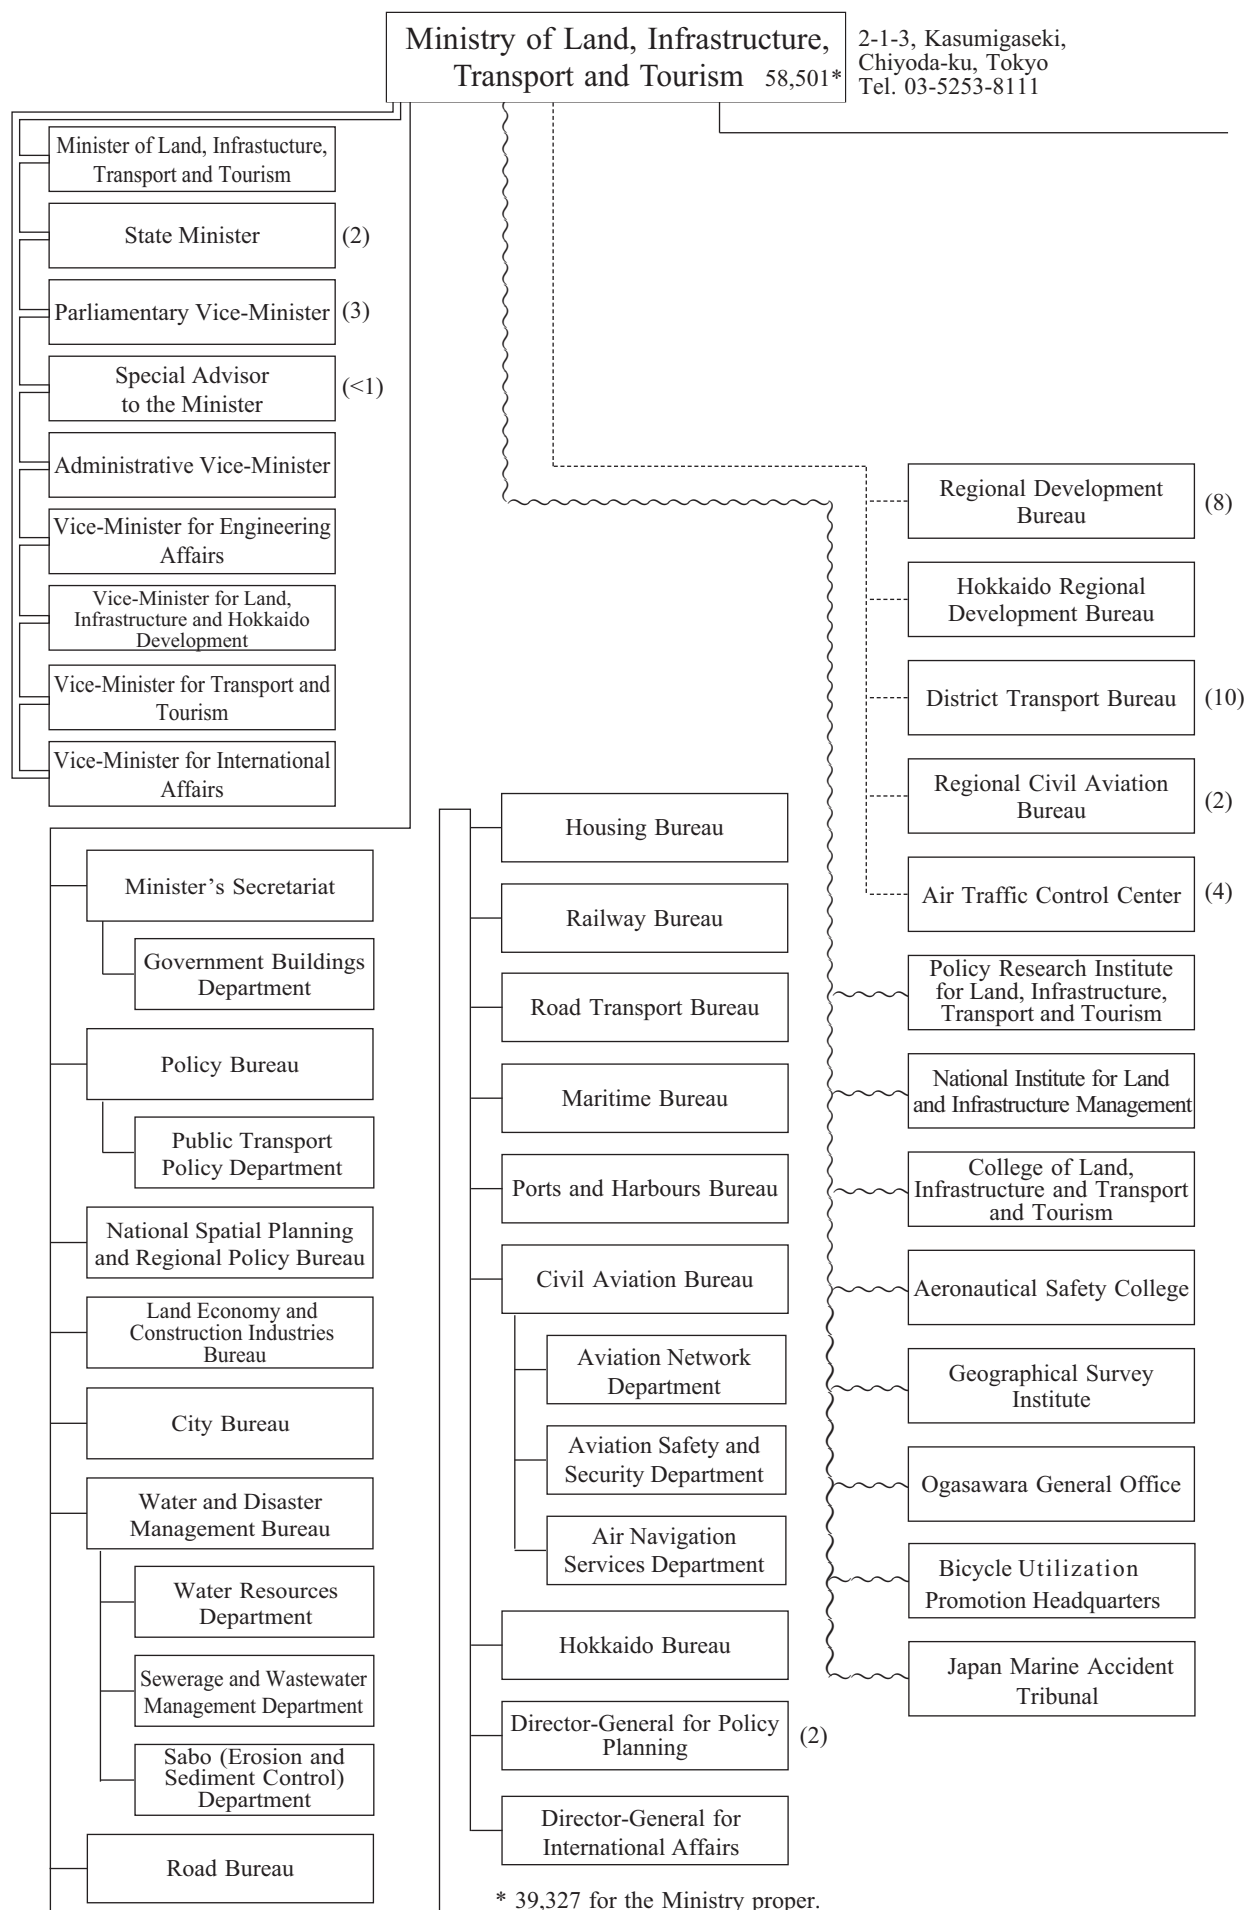 Ministry of Land, Infrastructure,
Transport and Tourism 58,501*
2-1-3, Kasumigaseki,
Chiyoda-ku, Tokyo
Tel. 03-5253-8111
Minister of Land, Infrastucture,
Transport and Tourism
State Minister (2)
Parliamentary Vice-Minister (3)
Special Advisor
to the Minister
(<1)
Administrative Vice-Minister
Vice-Minister for Engineering
Affairs
Vice-Minister for Land,
Infrastructure and Hokkaido
Development
Vice-Minister for Transport and
Tourism
Vice-Minister for International
Affairs
Minister’s Secretariat
Government Buildings
Department
Policy Bureau
Public Transport
Policy Department
National Spatial Planning
and Regional Policy Bureau
Land Economy and
Construction Industries
Bureau
City Bureau
Water and Disaster
Management Bureau
Water Resources
Department
Sewerage and Wastewater
Management Department
Sabo (Erosion and
Sediment Control)
Department
Road Bureau
Housing Bureau
Railway Bureau
Road Transport Bureau
Maritime Bureau
Ports and Harbours Bureau
Civil Aviation Bureau
Aviation Network
Department
Aviation Safety and
Security Department
Air Navigation
Services Department
Hokkaido Bureau
Director-General for Policy
Planning
(2)
Director-General for
International Affairs
* 39,327 for the Ministry proper.
Regional Development
Bureau
(8)
Hokkaido Regional
Development Bureau
District Transport Bureau (10)
Regional Civil Aviation
Bureau
(2)
Air Traffic Control Center (4)
Policy Research Institute
for Land, Infrastructure,
Transport and Tourism
National Institute for Land
and Infrastructure Management
College of Land,
Infrastructure and Transport
and Tourism
Aeronautical Safety College
Geographical Survey
Institute
Ogasawara General Office
Bicycle Utilization
Promotion Headquarters
Japan Marine Accident
Tribunal